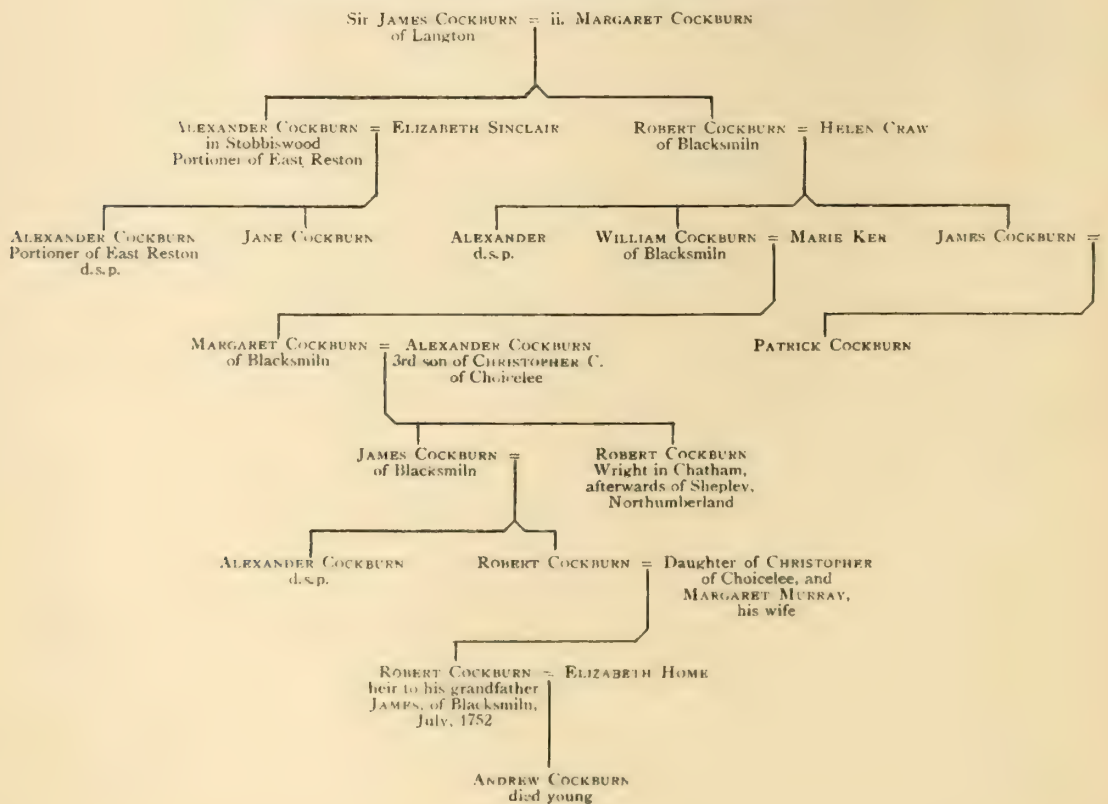 Sir JAMES COCKBURN = ii. MARGARET COCKBURN
of Langton
ALEXANDER COCKBURN = ELIZABETH SINCLAIR
in Stobbiswood
Portioner of East Reston
ROBERT COCKBURN = HELEN CRAW
of Blacksmiln
ALEXANDER COCKBURN
Portioner of East Reston
d.s.p.
JANE COCKBURN
ALEXANDER
d.s.p.
WILLIAM COCKBURN = MARIE KER
of Blacksmiln
JAMES COCKBURN =
MARGARET COCKBURN = ALEXANDER COCKBURN
of Blacksmiln
3rd son of CHRISTOPHER C.
of Choicelee
PATRICK COCKBURN
JAMES COCKBURN =
of Blacksmiln
ROBERT COCKBURN
Wright in Chatham,
afterwards of Shepley,
Northumberland
ALEXANDER COCKBURN
d.s.p.
ROBERT COCKBURN = Daughter of CHRISTOPHER
of Choicelee, and
MARGARET MURRAY,
his wife
ROBERT COCKBURN = ELIZABETH HOME
heir to his grandfather
JAMES, of Blacksmiln,
July, 1752
ANDREW COCKBURN
died young